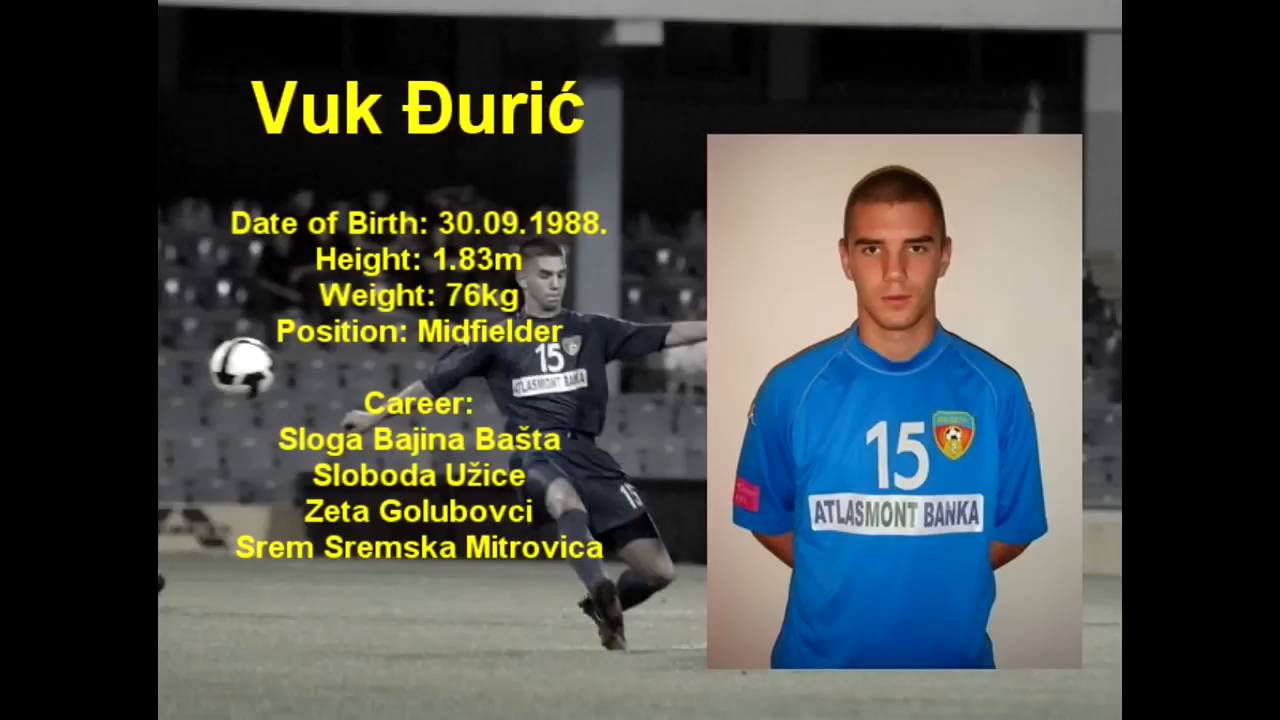 Vuk Đurić
Date of Birth: 30.09.1988.
Height: 1.83m
Weight: 76kg
Position: Midfielder
Career:
Sloga Bajina Bašta
Sloboda Užice
Zeta Golubovci
Srem Sremska Mitrovica
15
ATLASMONT BANKA
15
15
ATLASMONT BANKA